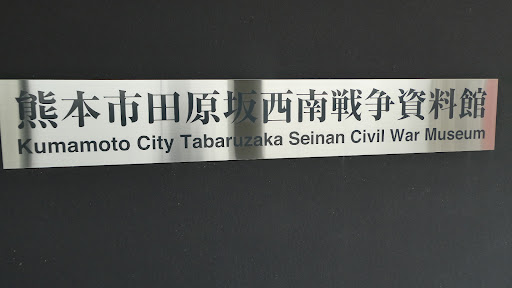 熊本市田原坂西南戦争資料館
Kumamoto City Tabaruzaka Seinan Civil War Museum